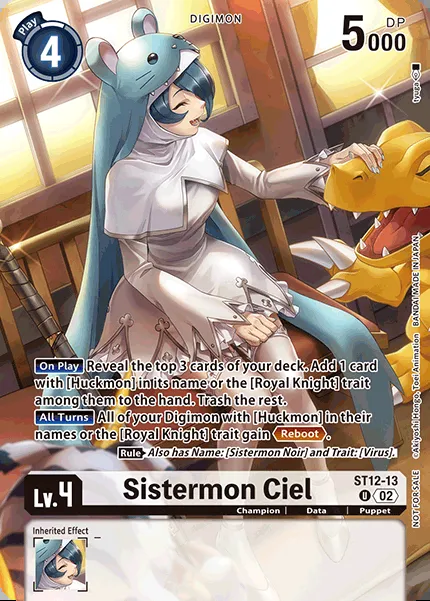 Play
4
DIGIMON
DP
5000
tyuga
[On Play] Reveal the top 3 cards of your deck. Add 1 card
with [Huckmon] inits name or the [Royal Knight] trait
among them to the hand. Trash the rest.
[All Turns] All of your Digimon with [Huckmon] in their
names or the [Royal Knight] trait gain Reboot.
Rule Also has Name: [Sistermon Noir] and Trait: [Virus].
Lv.4
Sistermon Ciel
ST12-13
U 02
Champion | Data | Puppet
Inherited Effect
©Akiyoshi Hongo, Toei Animation BANDAI MADE IN JAPAN
NOT FOR SALE